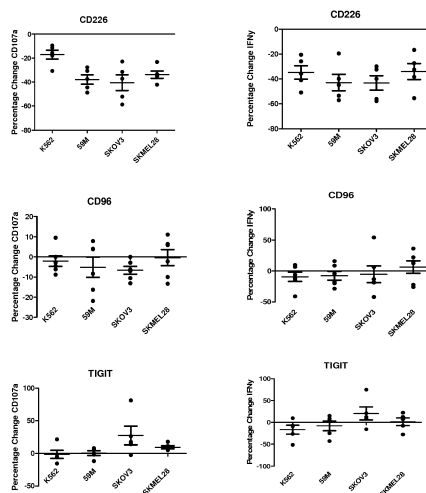 CD226
Percentage Change CD107a
0
-20
-40
-60
-80
K562
59M
SKOV3
SKMEL28
CD226
Percentage Change IFNγ
0
-20
-40
-60
-80
K562
59M
SKOV3
SKMEL28
CD96
Percentage Change CD107a
20
10
0
-10
-20
-30
K562
59M
SKOV3
SKMEL28
CD96
Percentage Change IFNγ
100
50
0
-50
K562
59M
SKOV3
SKMEL28
TIGIT
Percentage Change CD107a
100
50
0
K562
59M
SKOV3
SKMEL28
TIGIT
Percentage Change IFNγ
100
50
0
-50
-100
K562
59M
SKOV3
SKMEL28